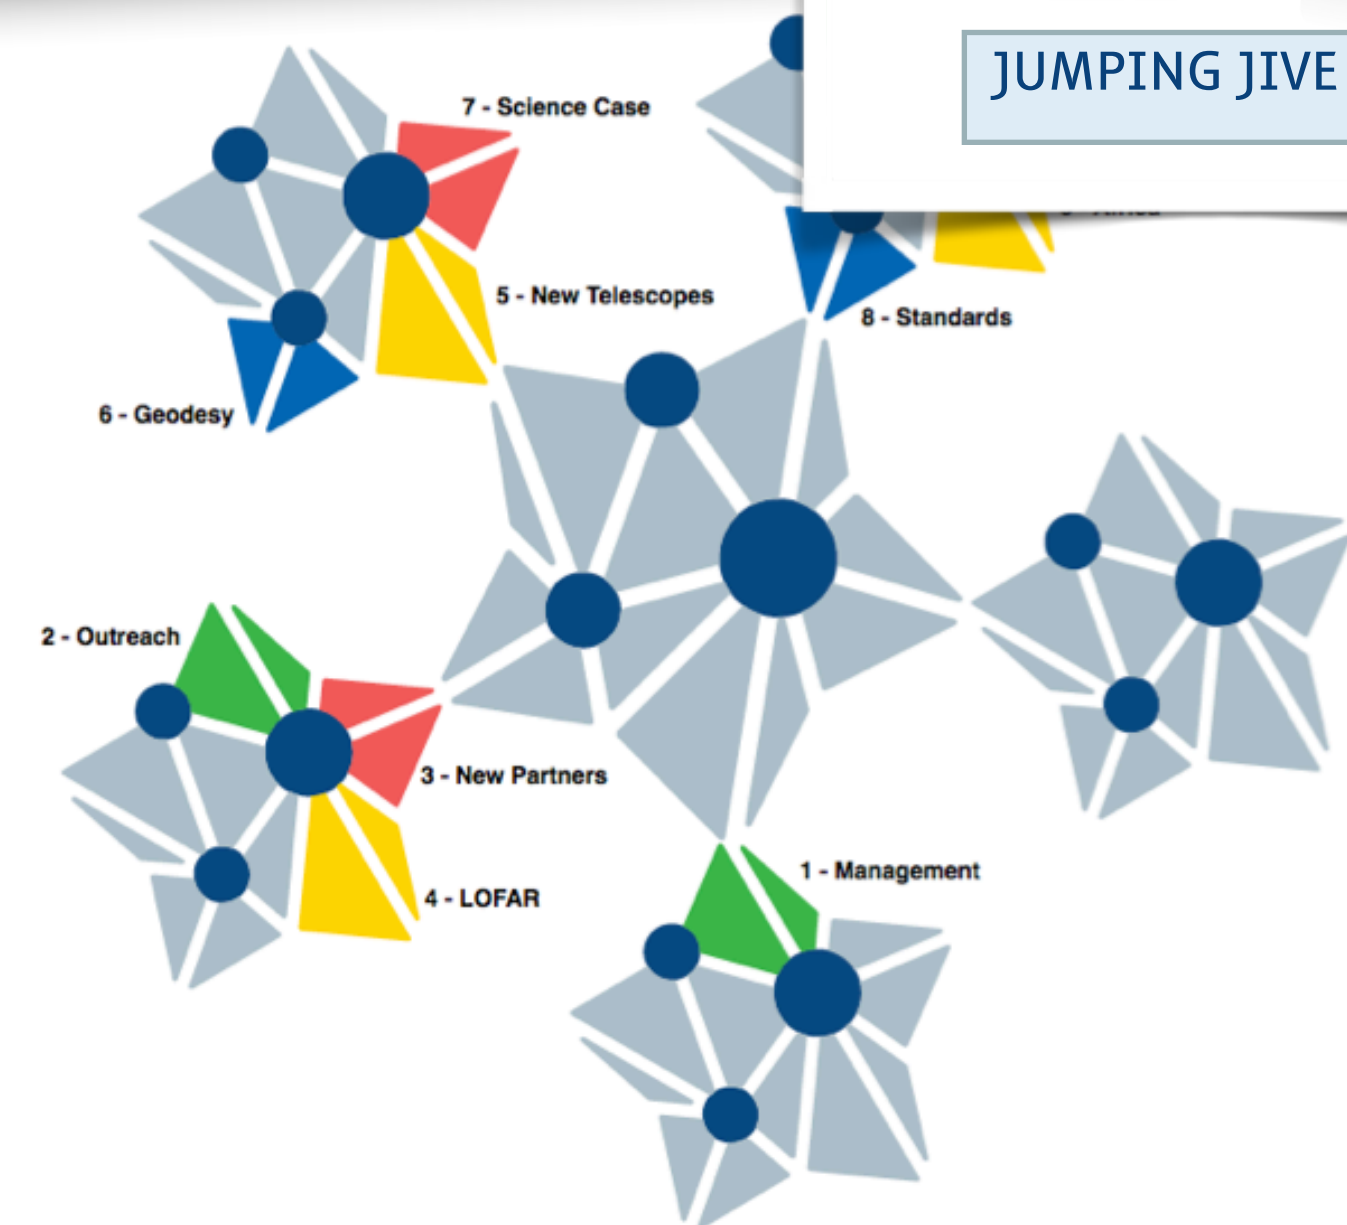 JUMPING JIVE
7 - Science Case
5 - New Telescopes
8 - Standards
6 - Geodesy
2 - Outreach
3 - New Partners
1 - Management
4 - LOFAR